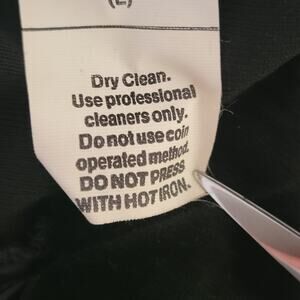 (L)
Dry Clean.
Use professional
cleaners only.
Do not use coin
operated method.
DO NOT PRESS
WITH HOT IRON.